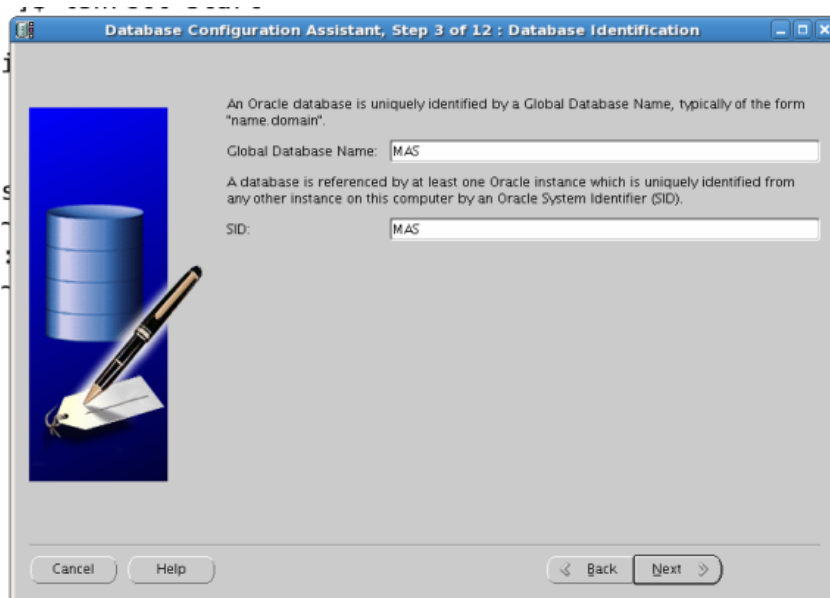 Database Configuration Assistant, Step 3 of 12 : Database Identification
An Oracle database is uniquely identified by a Global Database Name, typically of the form
"name.domain".
Global Database Name: MAS
A database is referenced by at least one Oracle instance which is uniquely identified from
any other instance on this computer by an Oracle System Identifier (SID).
SID: MAS
Cancel Help Back Next